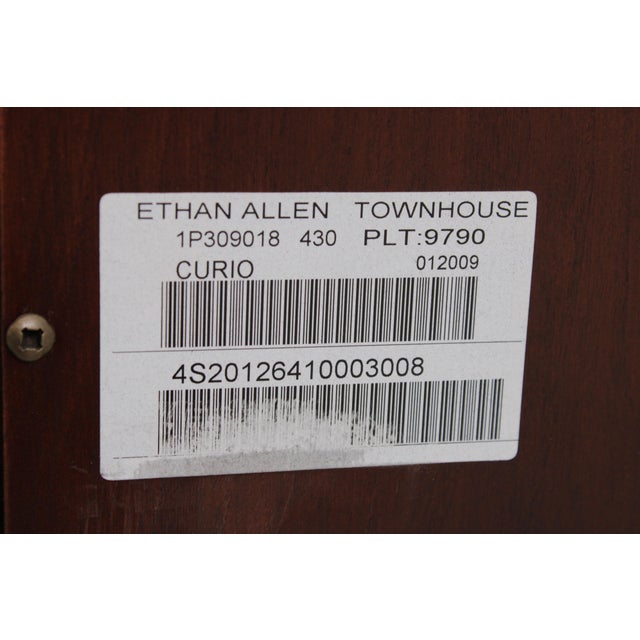 ETHAN ALLEN TOWNHOUSE
1P309018 430 PLT:9790
CURIO 012009
4S20126410003008